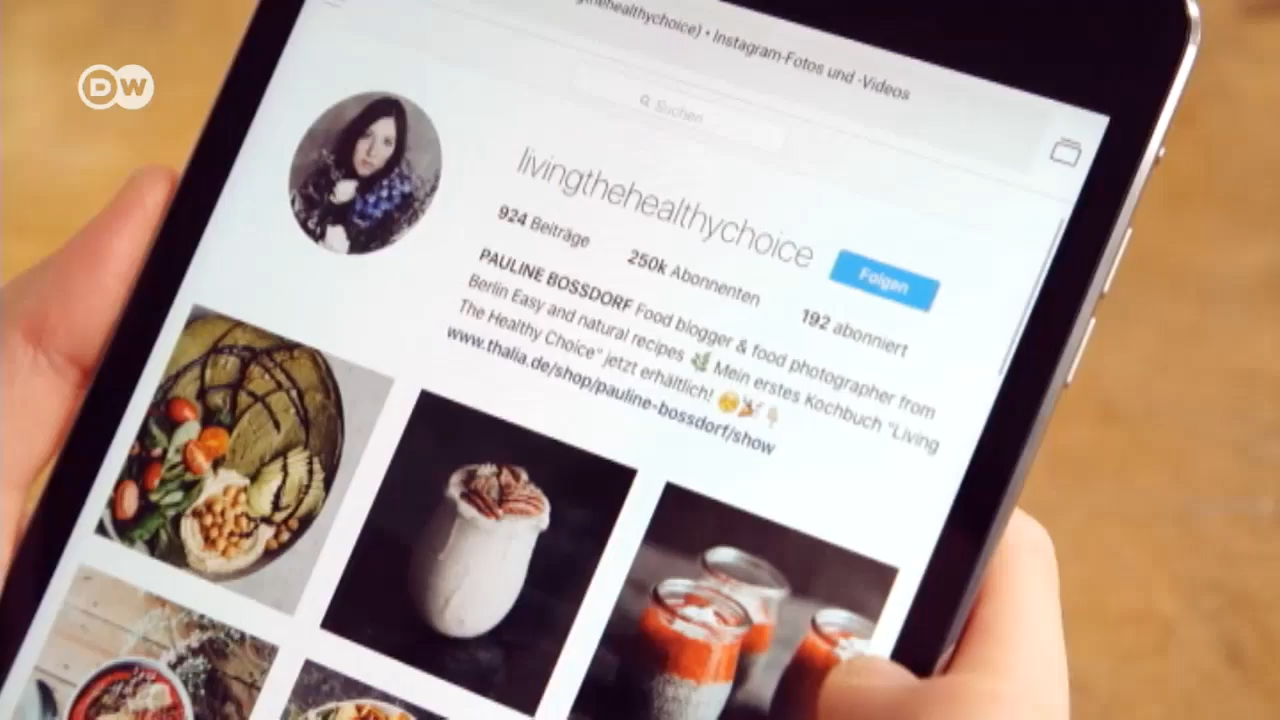 DW
gthehealthychoice) • Instagram-Fotos und -Videos
Suchen
livingthehealthychoice
Folgen
924 Beiträge 250k Abonnenten 192 abonniert
PAULINE BOSSDORF Food blogger & food photographer from
Berlin Easy and natural recipes 🌿 Mein erstes Kochbuch "Living
The Healthy Choice" jetzt erhältlich! 😊🎉👇
www.thalia.de/shop/pauline-bossdorf/show